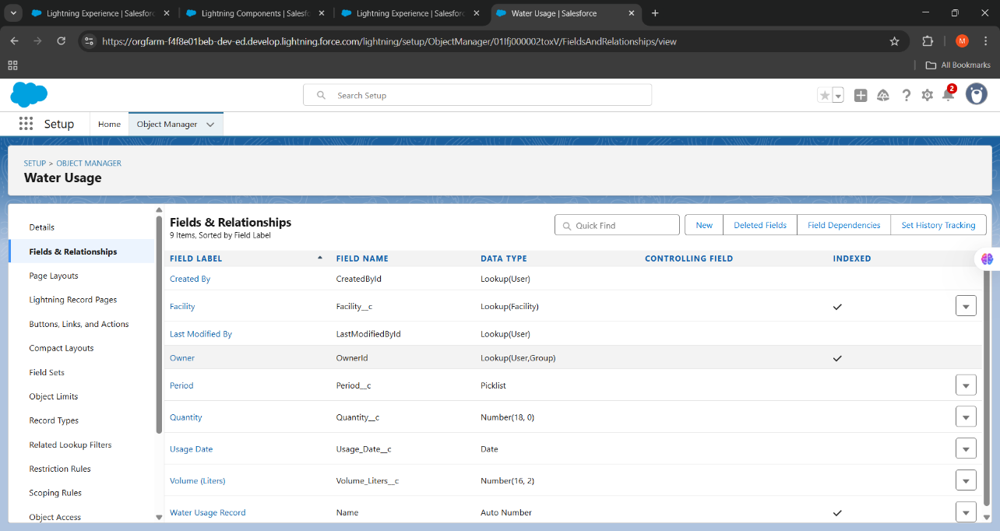 Lightning Experience | Salesforc
Lightning Components | Salesfo
Lightning Experience | Salesforc
Water Usage | Salesforce
https://orgfarm-f4f8e01beb-dev-ed.develop.lightning.force.com/lightning/setup/ObjectManager/01Ifj000002toxV/FieldsAndRelationships/view
M
All Bookmarks
Search Setup
2
Setup
Home
Object Manager
SETUP > OBJECT MANAGER
Water Usage
Details
Fields & Relationships
Page Layouts
Lightning Record Pages
Buttons, Links, and Actions
Compact Layouts
Field Sets
Object Limits
Record Types
Related Lookup Filters
Restriction Rules
Scoping Rules
Object Access
Fields & Relationships
9 Items, Sorted by Field Label
Quick Find
New
Deleted Fields
Field Dependencies
Set History Tracking
FIELD LABEL FIELD NAME DATA TYPE CONTROLLING FIELD INDEXED
Created By CreatedById Lookup(User)
Facility Facility__c Lookup(Facility)
Last Modified By LastModifiedById Lookup(User)
Owner OwnerId Lookup(User,Group)
Period Period__c Picklist
Quantity Quantity__c Number(18, 0)
Usage Date Usage_Date__c Date
Volume (Liters) Volume_Liters__c Number(16, 2)
Water Usage Record Name Auto Number